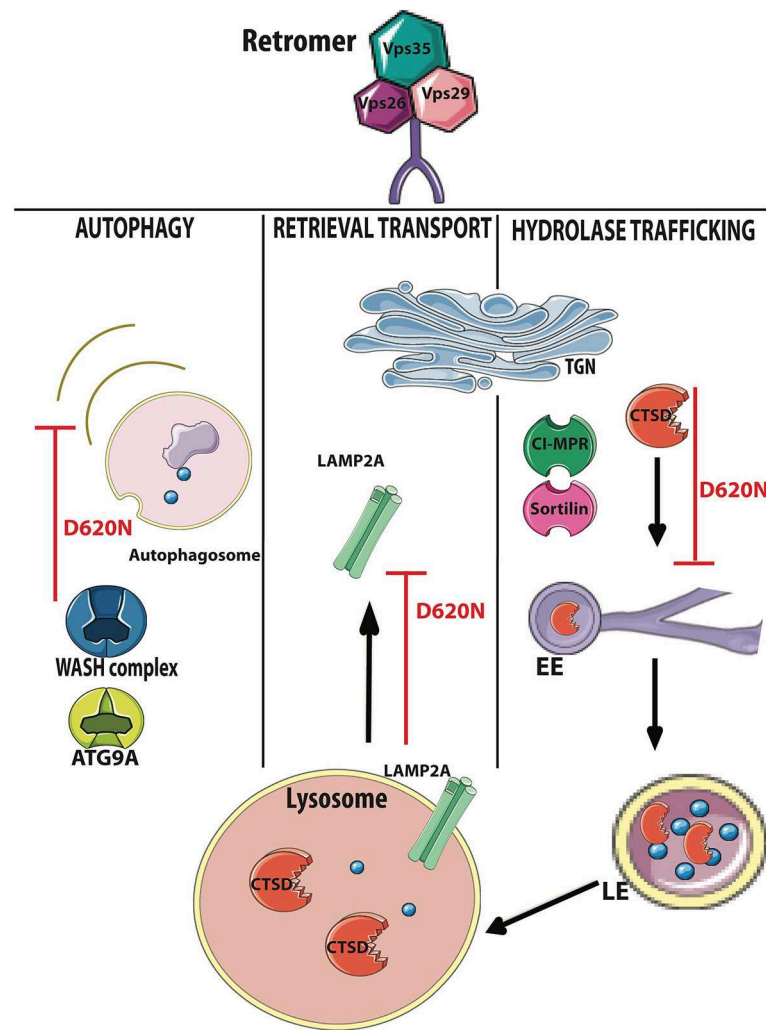 Retromer
Vps35
Vps26
Vps29
AUTOPHAGY
RETRIEVAL TRANSPORT
HYDROLASE TRAFFICKING
TGN
D620N
Autophagosome
WASH complex
ATG9A
LAMP2A
D620N
LAMP2A
Lysosome
CTSD
CTSD
CTSD
CI-MPR
Sortilin
D620N
EE
LE